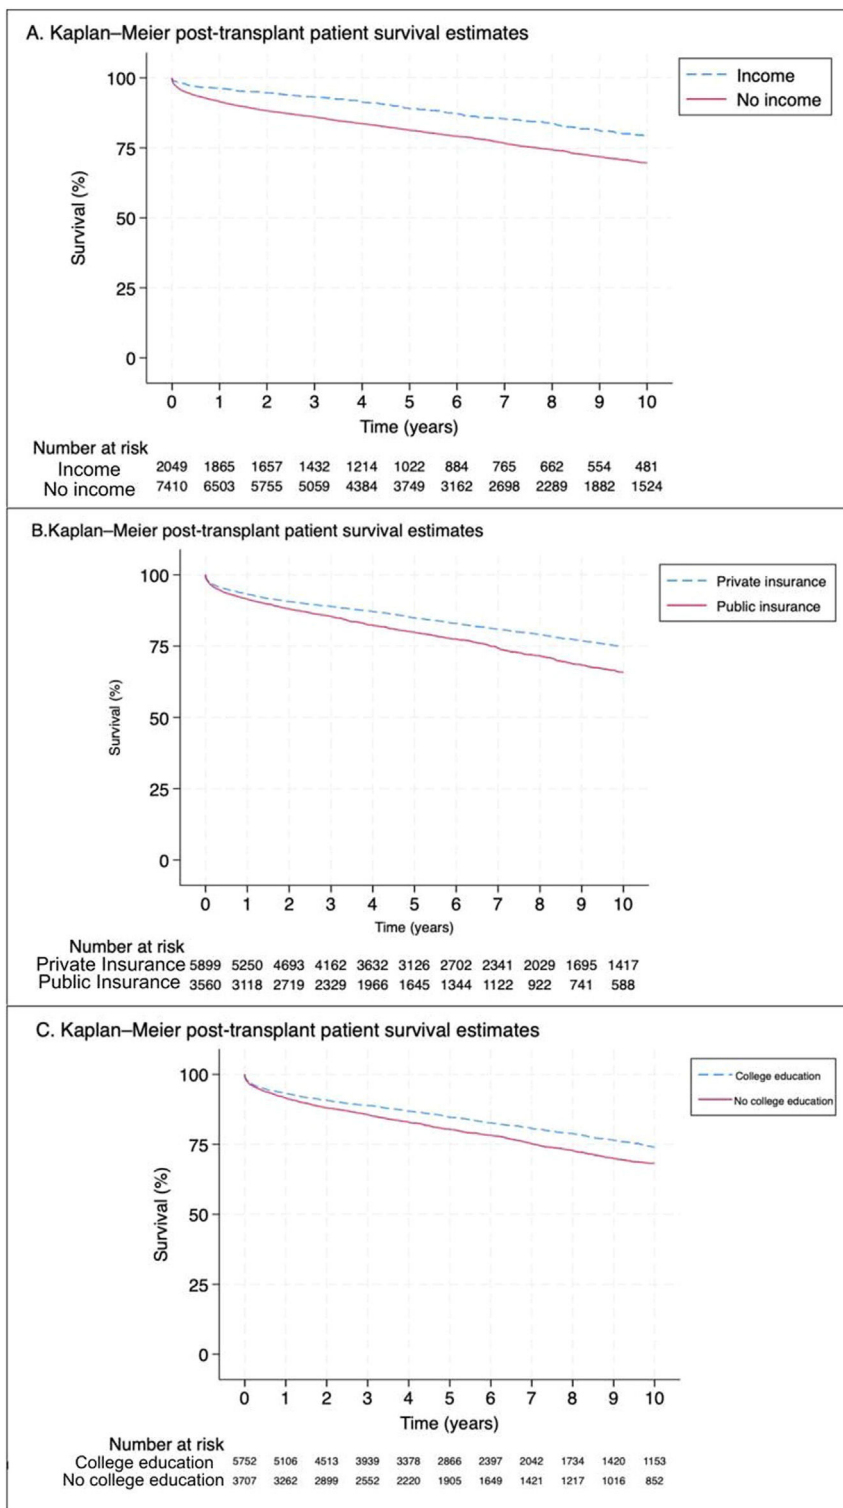 A. Kaplan–Meier post-transplant patient survival estimates
Income
No income
100
75
50
25
0
Survival (%)
0 1 2 3 4 5 6 7 8 9 10
Time (years)
Number at risk
Income 2049 1865 1657 1432 1214 1022 884 765 662 554 481
No income 7410 6503 5755 5059 4384 3749 3162 2698 2289 1882 1524
B.Kaplan–Meier post-transplant patient survival estimates
Private insurance
Public insurance
100
75
50
25
0
Survival (%)
0 1 2 3 4 5 6 7 8 9 10
Time (years)
Number at risk
Private Insurance 5899 5250 4693 4162 3632 3126 2702 2341 2029 1695 1417
Public Insurance 3560 3118 2719 2329 1966 1645 1344 1122 922 741 588
C. Kaplan–Meier post-transplant patient survival estimates
College education
No college education
100
75
50
25
0
Survival (%)
0 1 2 3 4 5 6 7 8 9 10
Time (years)
Number at risk
College education 5752 5106 4513 3939 3378 2866 2397 2042 1734 1420 1153
No college education 3707 3262 2899 2552 2220 1905 1649 1421 1217 1016 852